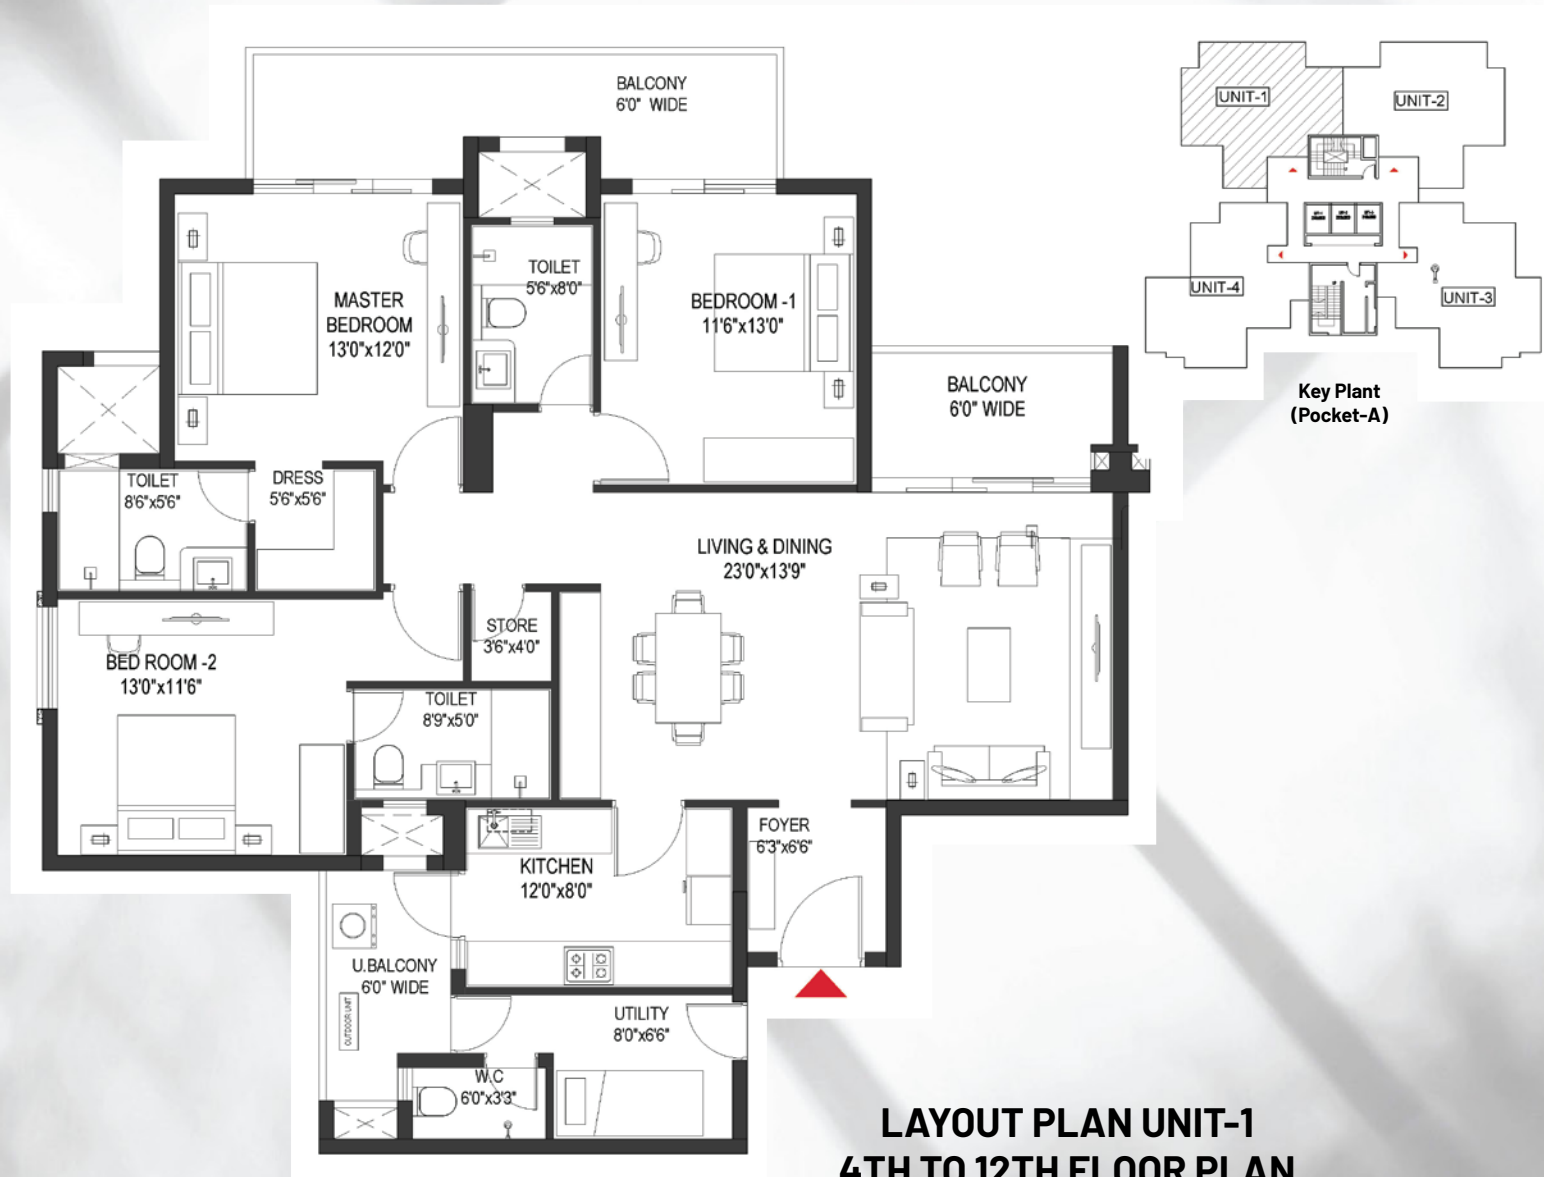 BALCONY
6'0" WIDE
TOILET
5'6"x8'0"
MASTER
BEDROOM
13'0"x12'0"
BEDROOM -1
11'6"x13'0"
BALCONY
6'0" WIDE
TOILET
8'6"x5'6"
DRESS
5'6"x5'6"
LIVING & DINING
23'0"x13'9"
STORE
3'6"x4'0"
BED ROOM -2
13'0"x11'6"
TOILET
8'9"x5'0"
FOYER
6'3"x6'6"
KITCHEN
12'0"x8'0"
U.BALCONY
6'0" WIDE
OUTDOOR UNIT
UTILITY
8'0"x6'6"
W.C
6'0"x3'3"
UNIT-1
UNIT-2
UNIT-4
UNIT-3
Key Plant
(Pocket-A)
LAYOUT PLAN UNIT-1
4TH TO 12TH FLOOR PLAN